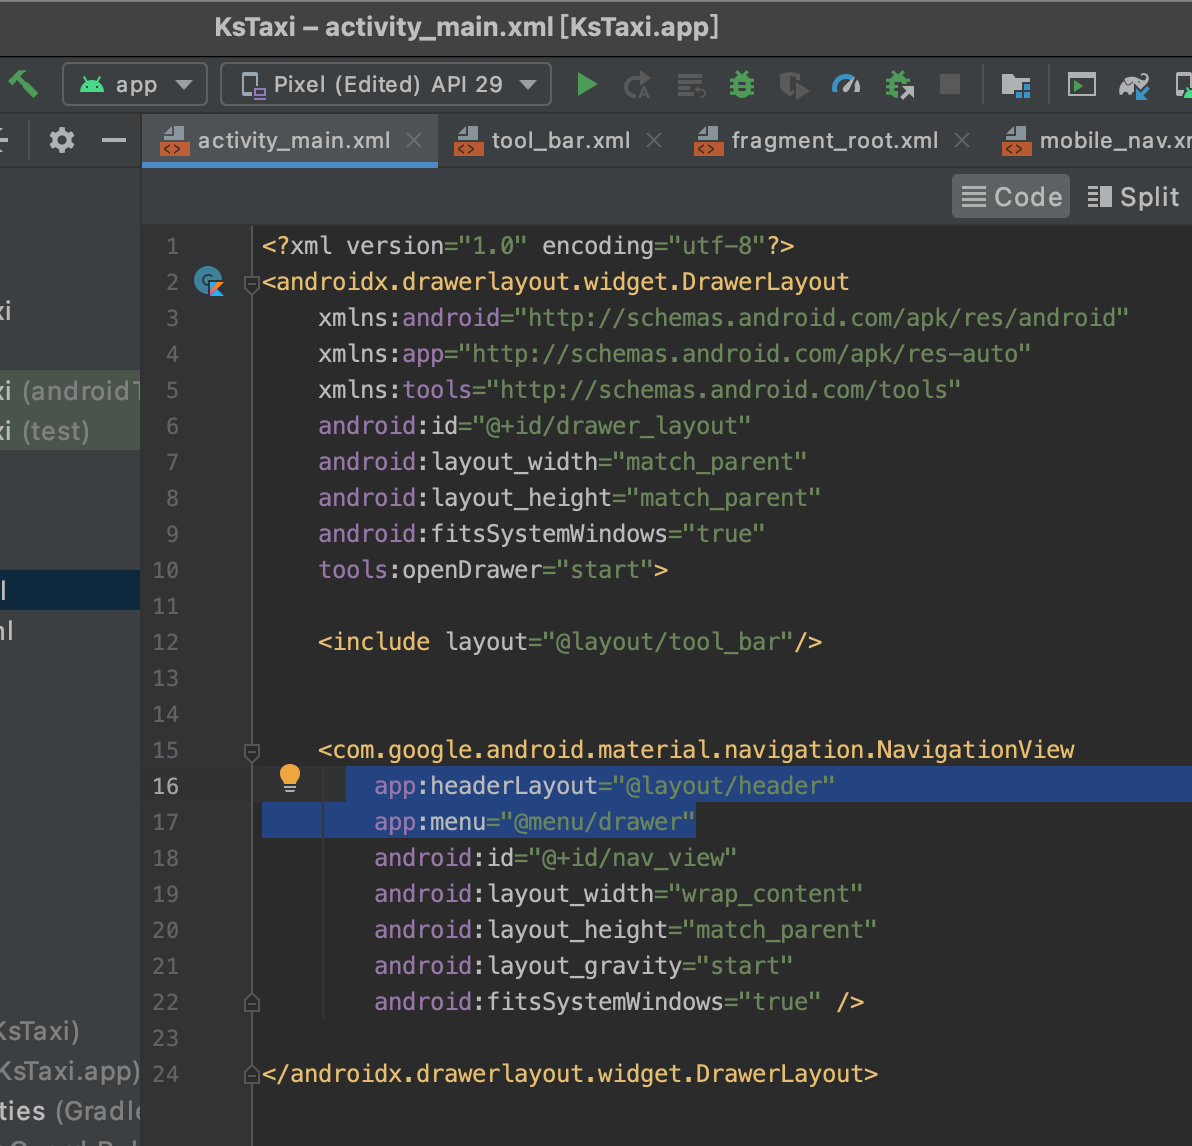 KsTaxi – activity_main.xml [KsTaxi.app]
app
Pixel (Edited) API 29
activity_main.xml
tool_bar.xml
fragment_root.xml
mobile_nav.xm
Code
Split
xi
xi (androidT
xi (test)
l
ml
KsTaxi)
KsTaxi.app)
ties (Gradle
1 <?xml version="1.0" encoding="utf-8"?>
2 <androidx.drawerlayout.widget.DrawerLayout
3 xmlns:android="http://schemas.android.com/apk/res/android"
4 xmlns:app="http://schemas.android.com/apk/res-auto"
5 xmlns:tools="http://schemas.android.com/tools"
6 android:id="@+id/drawer_layout"
7 android:layout_width="match_parent"
8 android:layout_height="match_parent"
9 android:fitsSystemWindows="true"
10 tools:openDrawer="start">
11
12 <include layout="@layout/tool_bar"/>
13
14
15 <com.google.android.material.navigation.NavigationView
16 app:headerLayout="@layout/header"
17 app:menu="@menu/drawer"
18 android:id="@+id/nav_view"
19 android:layout_width="wrap_content"
20 android:layout_height="match_parent"
21 android:layout_gravity="start"
22 android:fitsSystemWindows="true" />
23
24 </androidx.drawerlayout.widget.DrawerLayout>